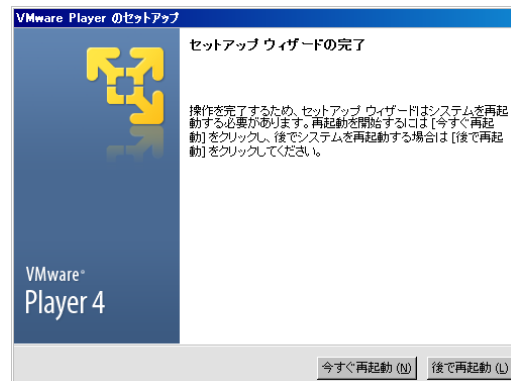 VMware Player のセットアップ
セットアップ ウィザードの完了
操作を完了するため、セットアップ ウィザードはシステムを再起
動する必要があります。再起動を開始するには [今すぐ再起
動] をクリックし、後でシステムを再起動する場合は [後で再起
動] をクリックしてください。
VMware®
Player 4
今すぐ再起動 (N)
後で再起動 (L)